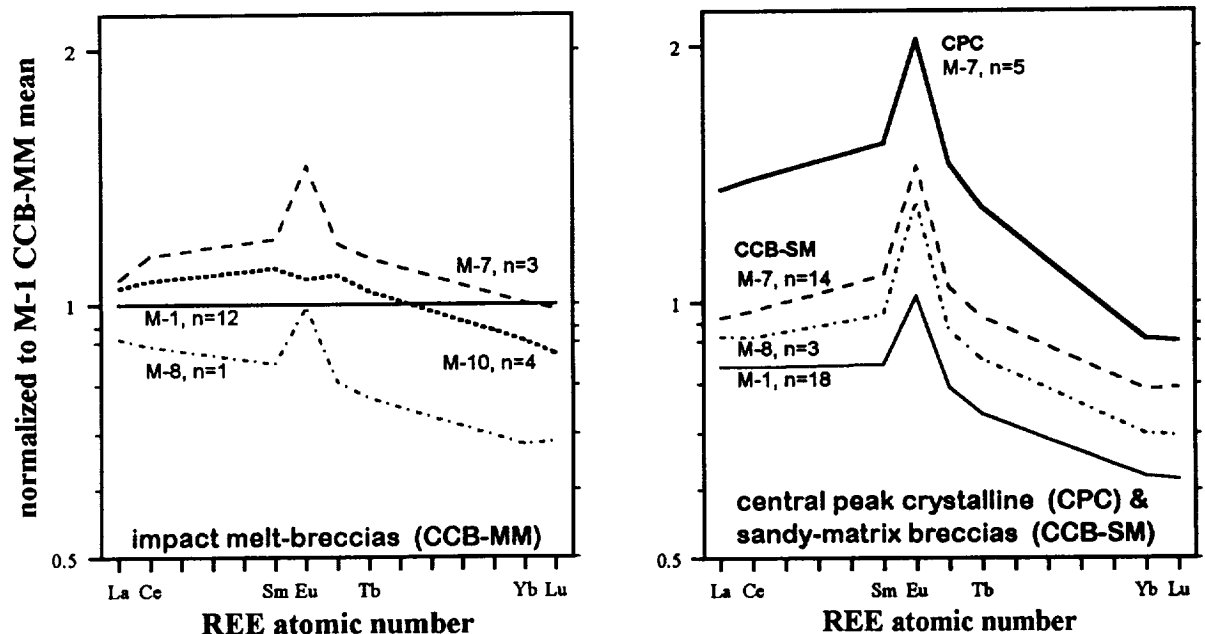 normalized to M-1 CCB-MM mean
2
1
0.5
M-7, n=3
M-1, n=12
M-10, n=4
M-8, n=1
impact melt-breccias (CCB-MM)
La Ce Sm Eu Tb Yb Lu
REE atomic number
2
1
0.5
CPC
M-7, n=5
CCB-SM
M-7, n=14
M-8, n=3
M-1, n=18
central peak crystalline (CPC) &
sandy-matrix breccias (CCB-SM)
La Ce Sm Eu Tb Yb Lu
REE atomic number